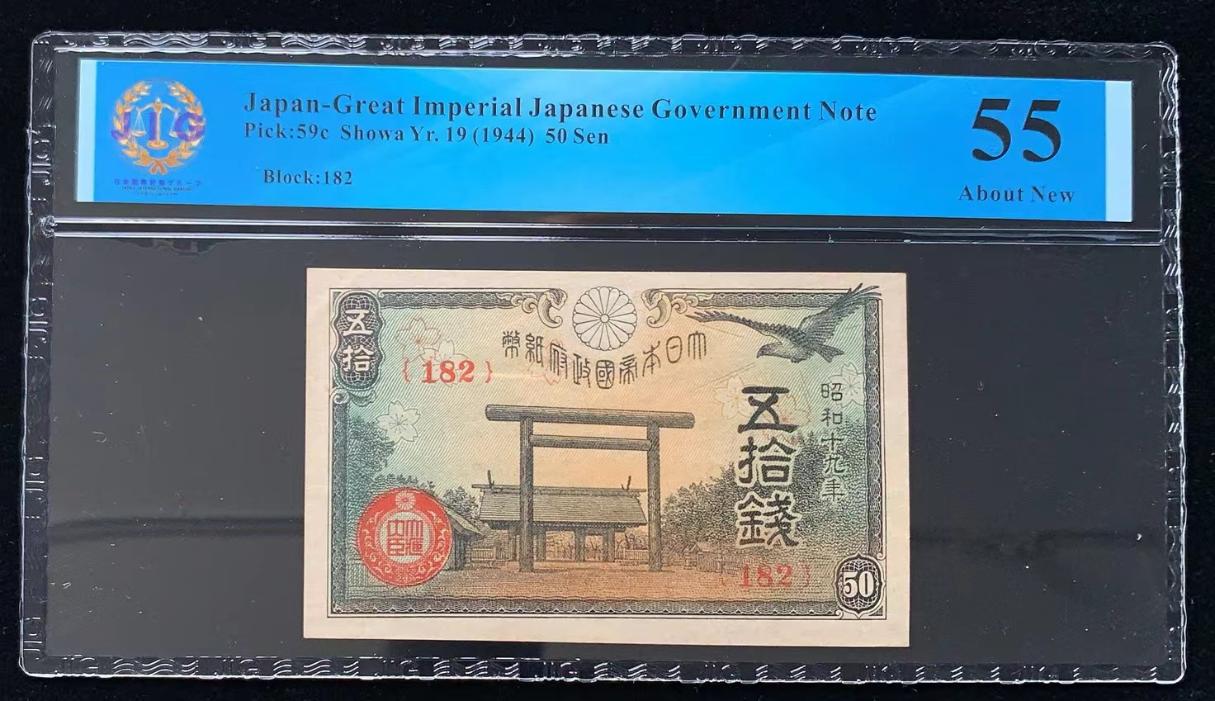 Japan-Great Imperial Japanese Government Note
Pick:59c Showa Yr. 19 (1944) 50 Sen
Block:182
55
About New
JIG
五拾
{182}
大日本帝國政府紙幣
昭和十九年
五拾錢
{182}
50